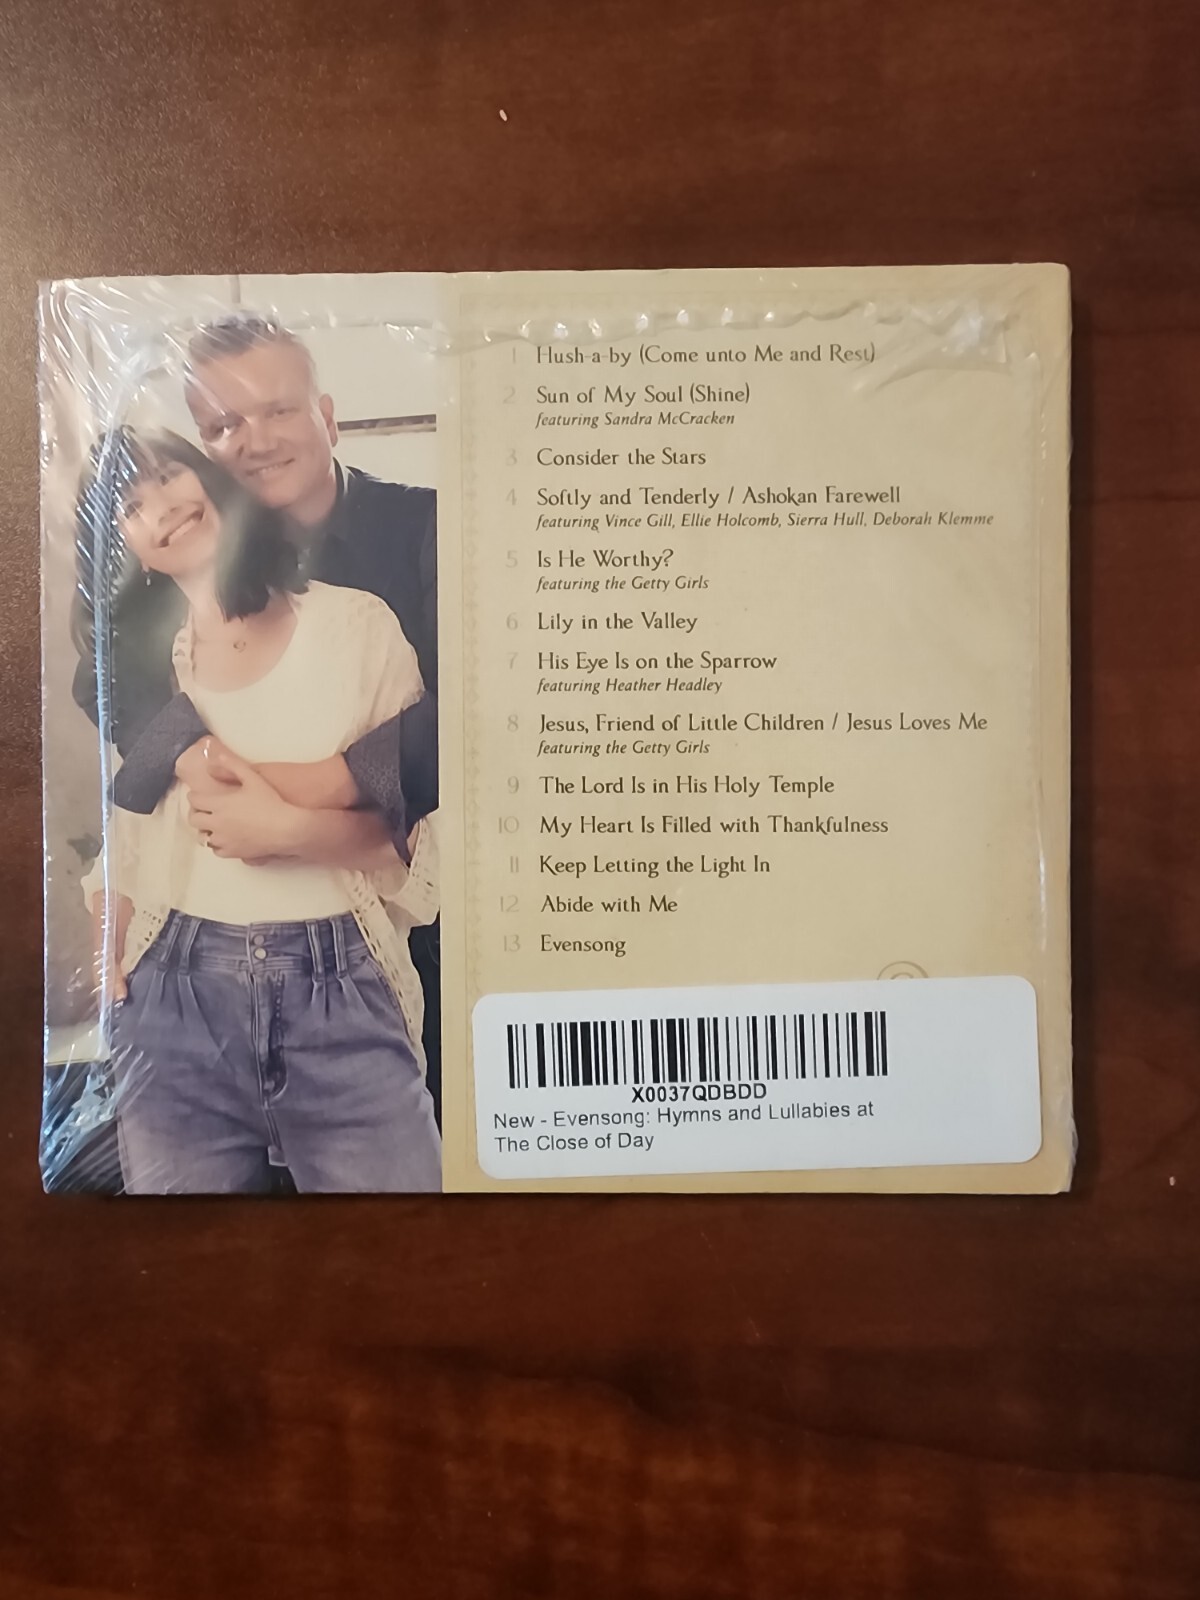 1 Hush-a-by (Come unto Me and Rest)
2 Sun of My Soul (Shine)
featuring Sandra McCracken
3 Consider the Stars
4 Softly and Tenderly / Ashokan Farewell
featuring Vince Gill, Ellie Holcomb, Sierra Hull, Deborah Klemme
5 Is He Worthy?
featuring the Getty Girls
6 Lily in the Valley
7 His Eye Is on the Sparrow
featuring Heather Headley
8 Jesus, Friend of Little Children / Jesus Loves Me
featuring the Getty Girls
9 The Lord Is in His Holy Temple
10 My Heart Is Filled with Thankfulness
11 Keep Letting the Light In
12 Abide with Me
13 Evensong
X0037QDBDD
New - Evensong: Hymns and Lullabies at
The Close of Day